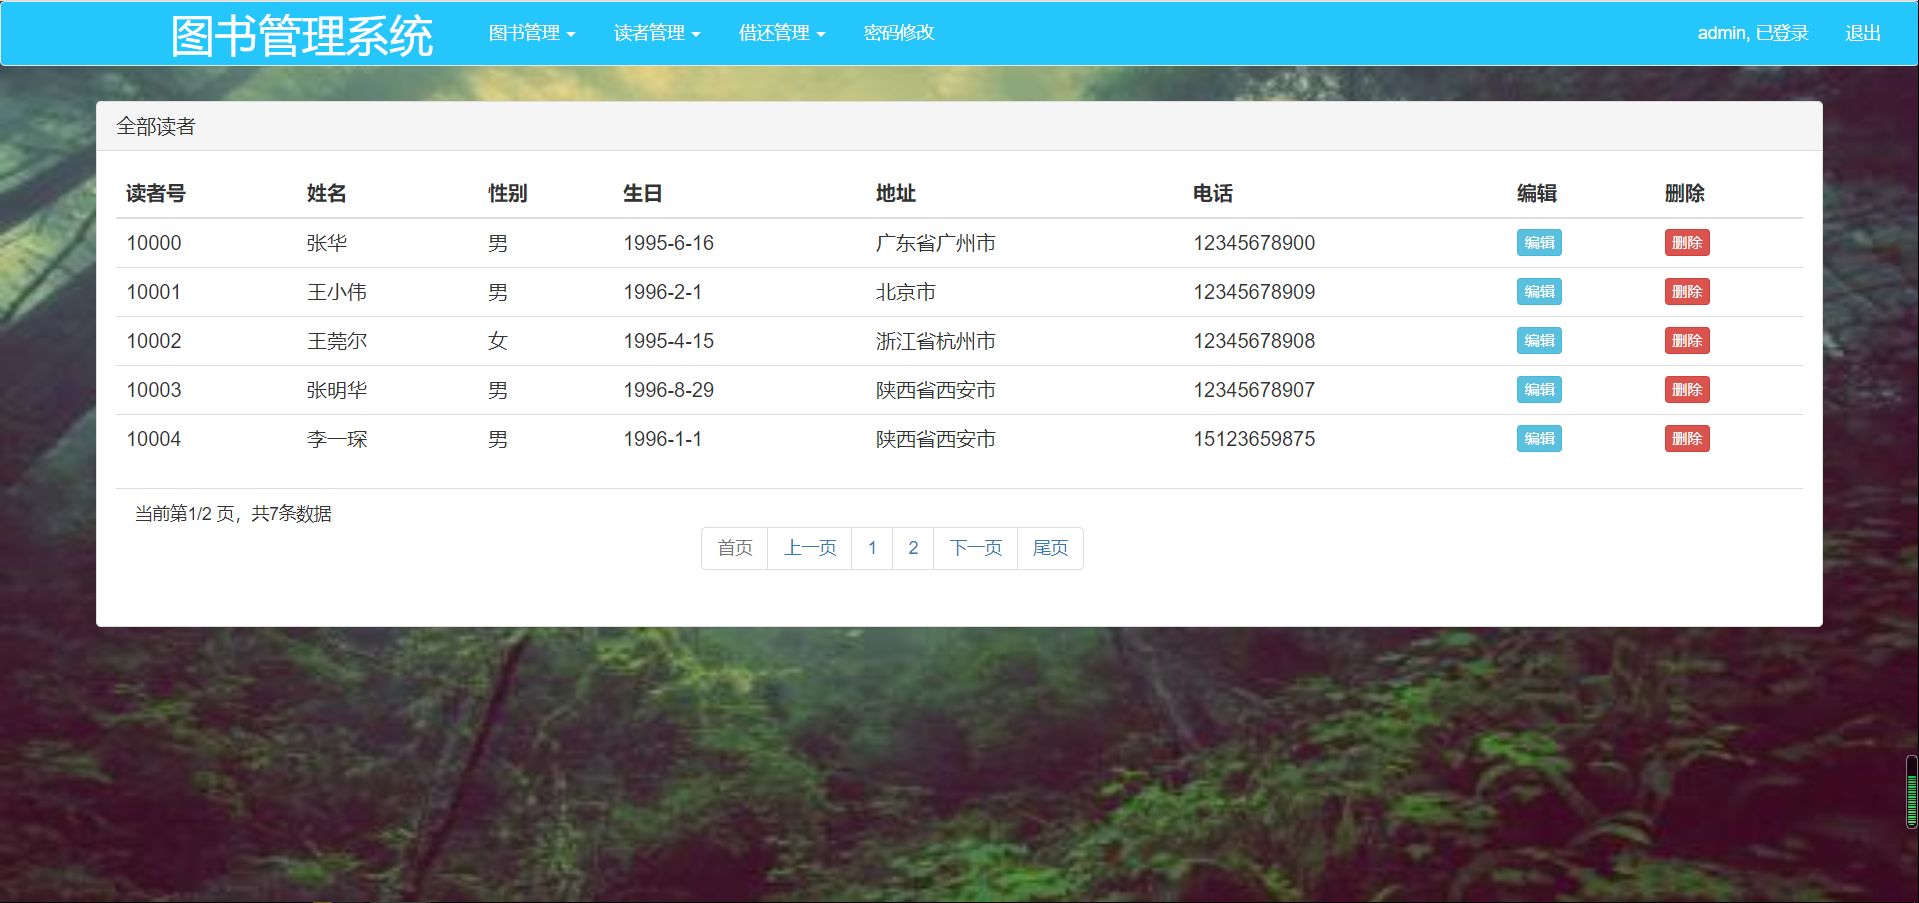 图书管理系统 图书管理 读者管理 借还管理 密码修改 admin, 已登录 退出
全部读者
读者号 姓名 性别 生日 地址 电话 编辑 删除
10000 张华 男 1995-6-16 广东省广州市 12345678900 编辑 删除
10001 王小伟 男 1996-2-1 北京市 12345678909 编辑 删除
10002 王莞尔 女 1995-4-15 浙江省杭州市 12345678908 编辑 删除
10003 张明华 男 1996-8-29 陕西省西安市 12345678907 编辑 删除
10004 李一琛 男 1996-1-1 陕西省西安市 15123659875 编辑 删除
当前第1/2 页，共7条数据
首页 上一页 1 2 下一页 尾页